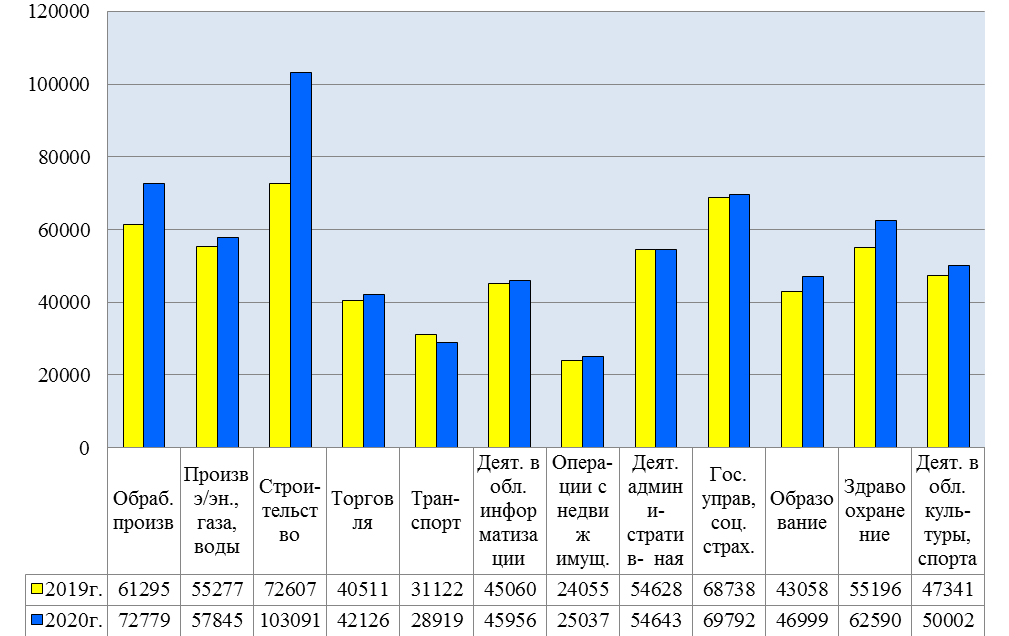 120000
100000
80000
60000
40000
20000
0
Обраб.
произв
Произв
э/эн.,
газа,
воды
Строи-
тельст
во
Торгов
ля
Тран-
спорт
Деят. в
обл.
инфор
матиза
ции
Опера-
ции с
недви
ж
имущ.
Деят.
админ
и-
страти
в- ная
Гос.
управ,
соц.
страх.
Образо
вание
Здраво
охране
ние
Деят. в
обл.
куль-
туры,
спорта
2019г. 61295 55277 72607 40511 31122 45060 24055 54628 68738 43058 55196 47341
2020г. 72779 57845 103091 42126 28919 45956 25037 54643 69792 46999 62590 50002